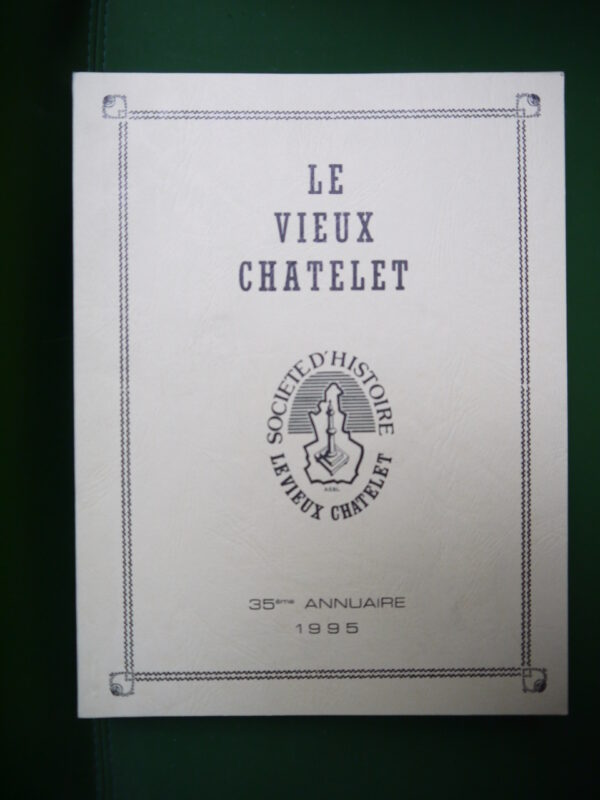 LE
VIEUX
CHATELET
SOCIETE D'HISTOIRE
A.S.B.L.
LE VIEUX CHATELET
35ème ANNUAIRE
1995